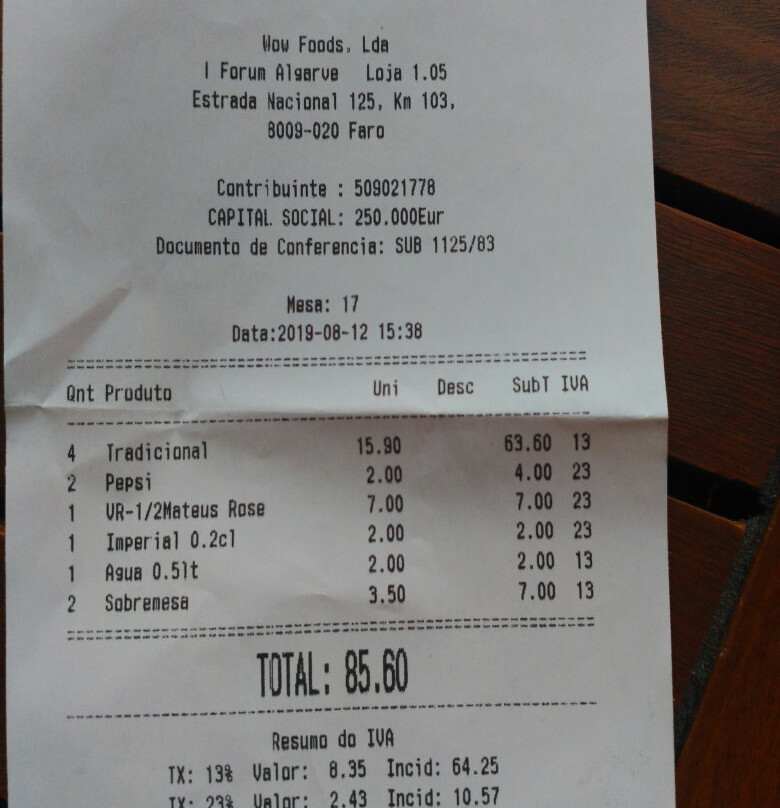 Wow Foods, Lda
I Forum Algarve Loja 1.05
Estrada Nacional 125, Km 103,
8009-020 Faro
Contribuinte : 509021778
CAPITAL SOCIAL: 250.000Eur
Documento de Conferencia: SUB 1125/83
Mesa: 17
Data:2019-08-12 15:38
Qnt Produto Uni Desc SubT IVA
4 Tradicional 15.90 63.60 13
2 Pepsi 2.00 4.00 23
1 VR-1/2Mateus Rose 7.00 7.00 23
1 Imperial 0.2cl 2.00 2.00 23
1 Agua 0.5lt 2.00 2.00 13
2 Sobremesa 3.50 7.00 13
TOTAL: 85.60
Resumo do IVA
TX: 13% Valor: 8.35 Incid: 64.25
TX: 23% Valor: 2.43 Incid: 10.57